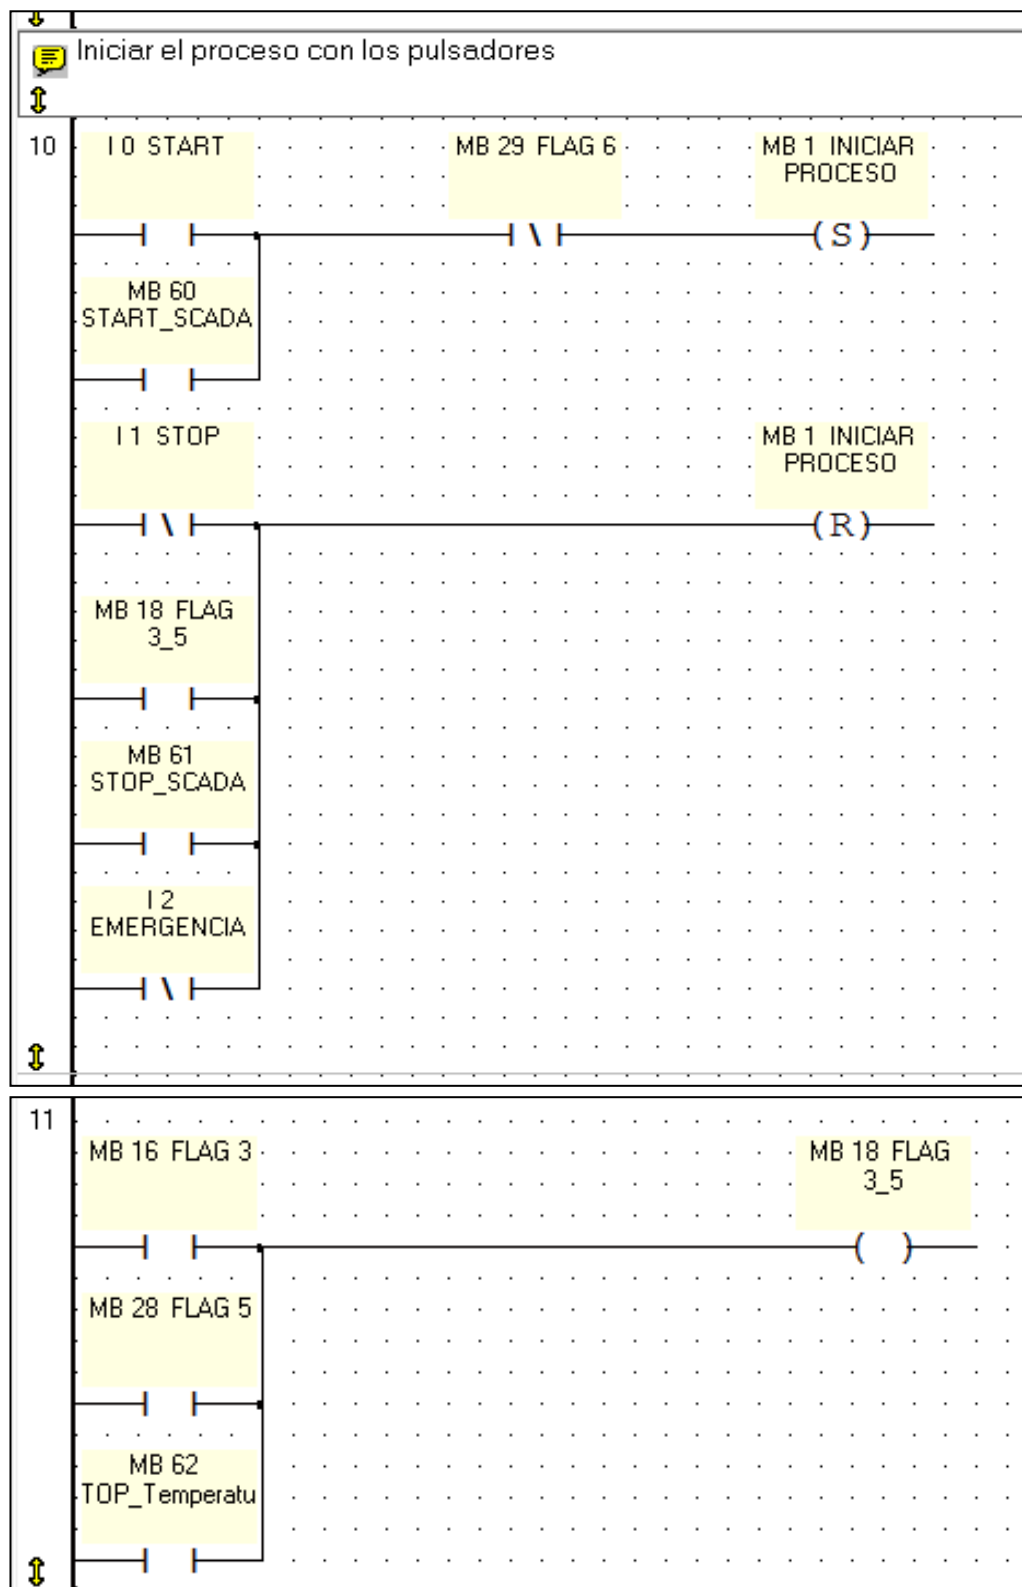 Iniciar el proceso con los pulsadores
10
I 0 START
MB 29 FLAG 6
MB 1 INICIAR
PROCESO
(S)
MB 60
START_SCADA
I 1 STOP
MB 1 INICIAR
PROCESO
(R)
MB 18 FLAG
3_5
MB 61
STOP_SCADA
I 2
EMERGENCIA
11
MB 16 FLAG 3
MB 18 FLAG
3_5
MB 28 FLAG 5
MB 62
TOP_Temperatu